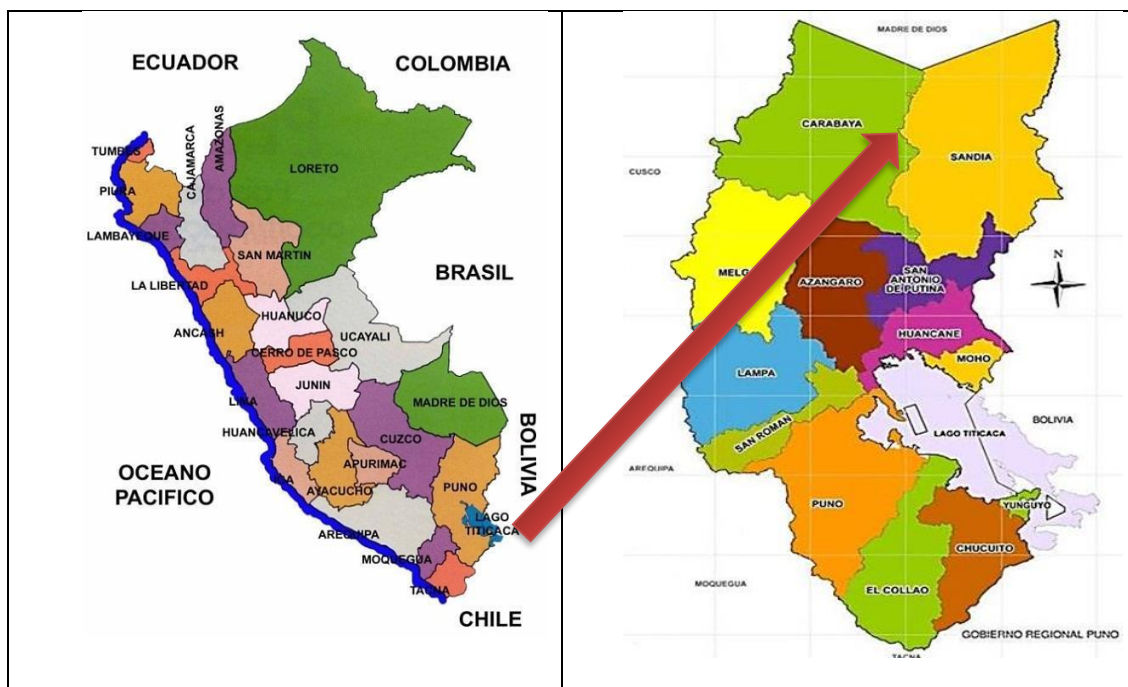 ECUADOR
COLOMBIA
TUMBES
PIURA
LAMBAYEQUE
CAJAMARCA
AMAZONAS
LORETO
SAN MARTIN
LA LIBERTAD
BRASIL
ANCASH
HUANUCO
UCAYALI
CERRO DE PASCO
JUNIN
LIMA
MADRE DE DIOS
HUANCAVELICA
CUZCO
BOLIVIA
OCEANO
PACIFICO
APURIMAC
ICA
AYACUCHO
PUNO
LAGO
TITICACA
AREQUIPA
MOQUEGUA
TACNA
CHILE
MADRE DE DIOS
CARABAYA
SANDIA
CUSCO
MELG
AZANGARO
SAN
ANTONIO
DE PUTINA
N
HUANCANE
MOHO
LAMPA
SAN ROMAN
LAGO TITICACA
BOLIVIA
AREQUIPA
PUNO
YUNGUYO
CHUCUITO
MOQUEGUA
EL COLLAO
GOBIERNO REGIONAL PUNO
TACNA